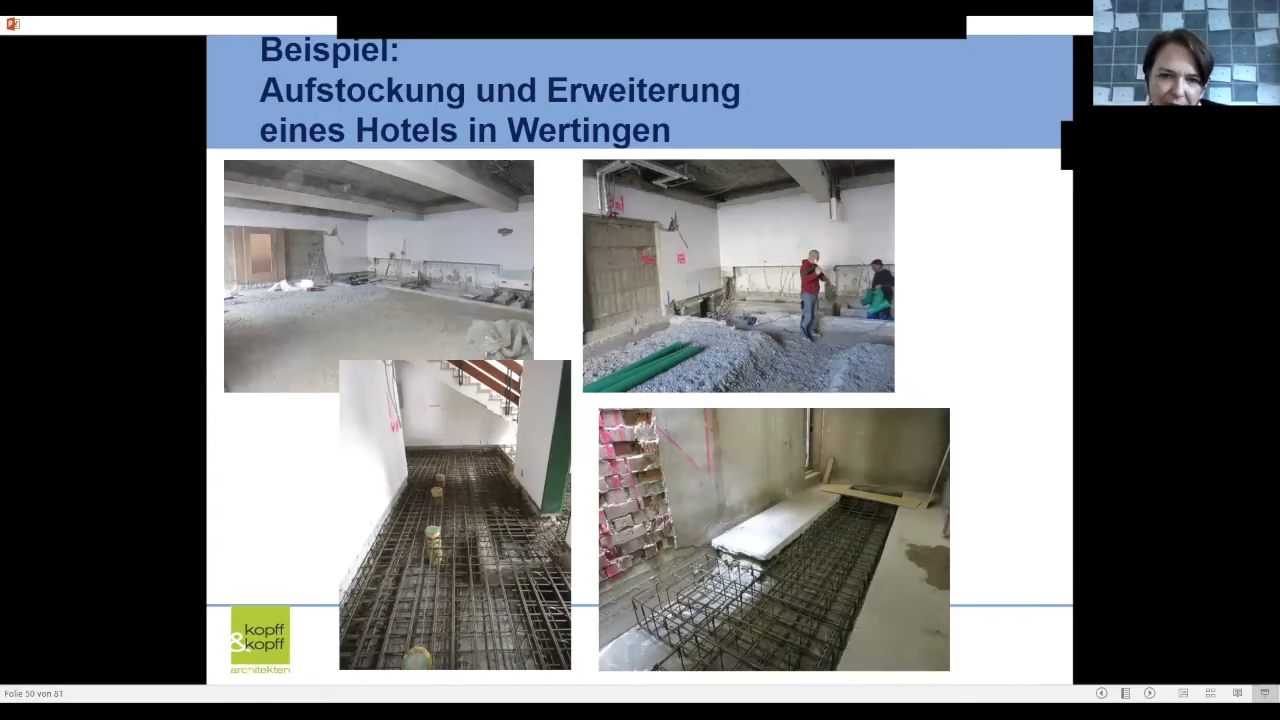 Beispiel:
Aufstockung und Erweiterung
eines Hotels in Wertingen
kopff
&kopff
architekten
Folie 50 von 81